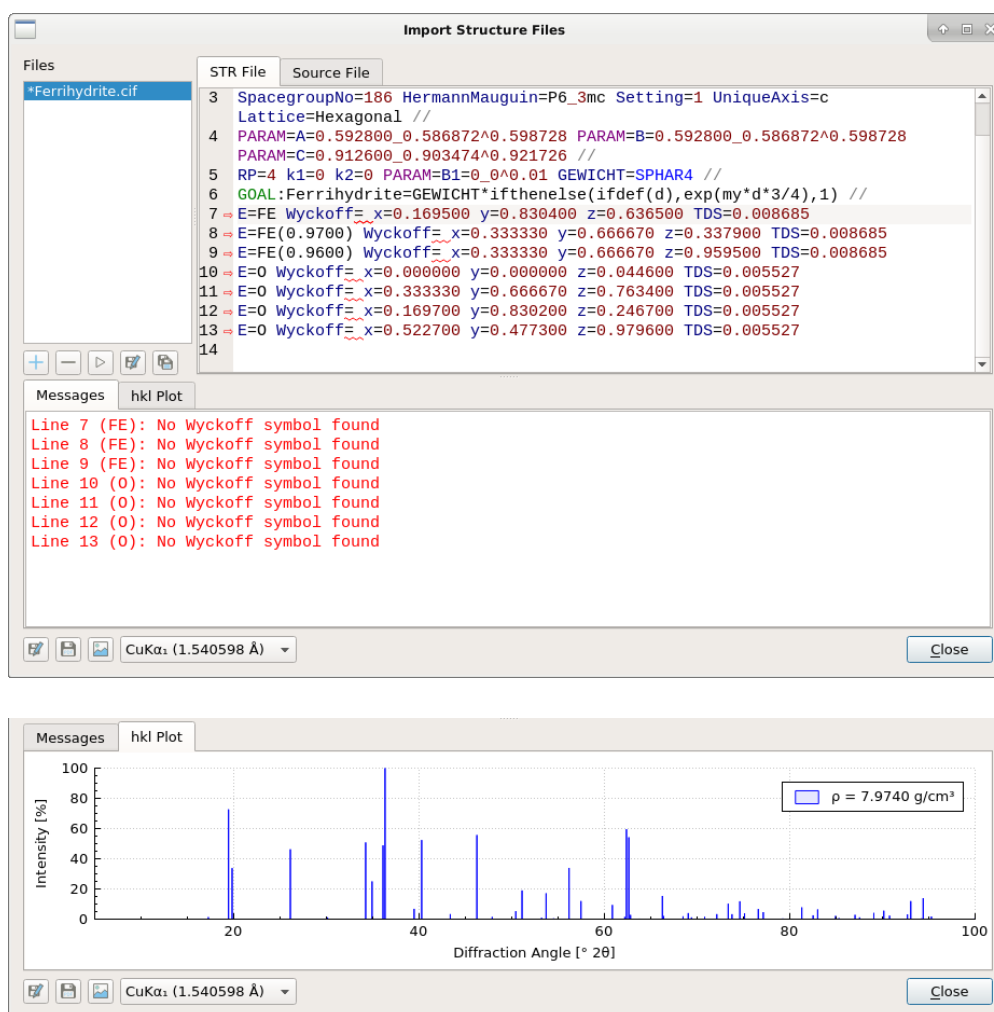 Import Structure Files
Files
*Ferrihydrite.cif
STR File
Source File
3 SpacegroupNo=186 HermannMauguin=P6_3mc Setting=1 UniqueAxis=c
Lattice=Hexagonal //
4 PARAM=A=0.592800_0.586872^0.598728 PARAM=B=0.592800_0.586872^0.598728
PARAM=C=0.912600_0.903474^0.921726 //
5 RP=4 k1=0 k2=0 PARAM=B1=0_0^0.01 GEWICHT=SPHAR4 //
6 GOAL:Ferrihydrite=GEWICHT*ifthenelse(ifdef(d),exp(my*d*3/4),1) //
7 ⇨ E=FE Wyckoff=_x=0.169500 y=0.830400 z=0.636500 TDS=0.008685
8 ⇨ E=FE(0.9700) Wyckoff=_x=0.333330 y=0.666670 z=0.337900 TDS=0.008685
9 ⇨ E=FE(0.9600) Wyckoff=_x=0.333330 y=0.666670 z=0.959500 TDS=0.008685
10 ⇨ E=O Wyckoff=_x=0.000000 y=0.000000 z=0.044600 TDS=0.005527
11 ⇨ E=O Wyckoff=_x=0.333330 y=0.666670 z=0.763400 TDS=0.005527
12 ⇨ E=O Wyckoff=_x=0.169700 y=0.830200 z=0.246700 TDS=0.005527
13 ⇨ E=O Wyckoff=_x=0.522700 y=0.477300 z=0.979600 TDS=0.005527
14
Messages
hkl Plot
Line 7 (FE): No Wyckoff symbol found
Line 8 (FE): No Wyckoff symbol found
Line 9 (FE): No Wyckoff symbol found
Line 10 (O): No Wyckoff symbol found
Line 11 (O): No Wyckoff symbol found
Line 12 (O): No Wyckoff symbol found
Line 13 (O): No Wyckoff symbol found
CuKα₁ (1.540598 Å)
Close
Messages
hkl Plot
100
80
60
40
20
0
Intensity [%]
ρ = 7.9740 g/cm³
20
40
60
80
100
Diffraction Angle [° 2θ]
CuKα₁ (1.540598 Å)
Close